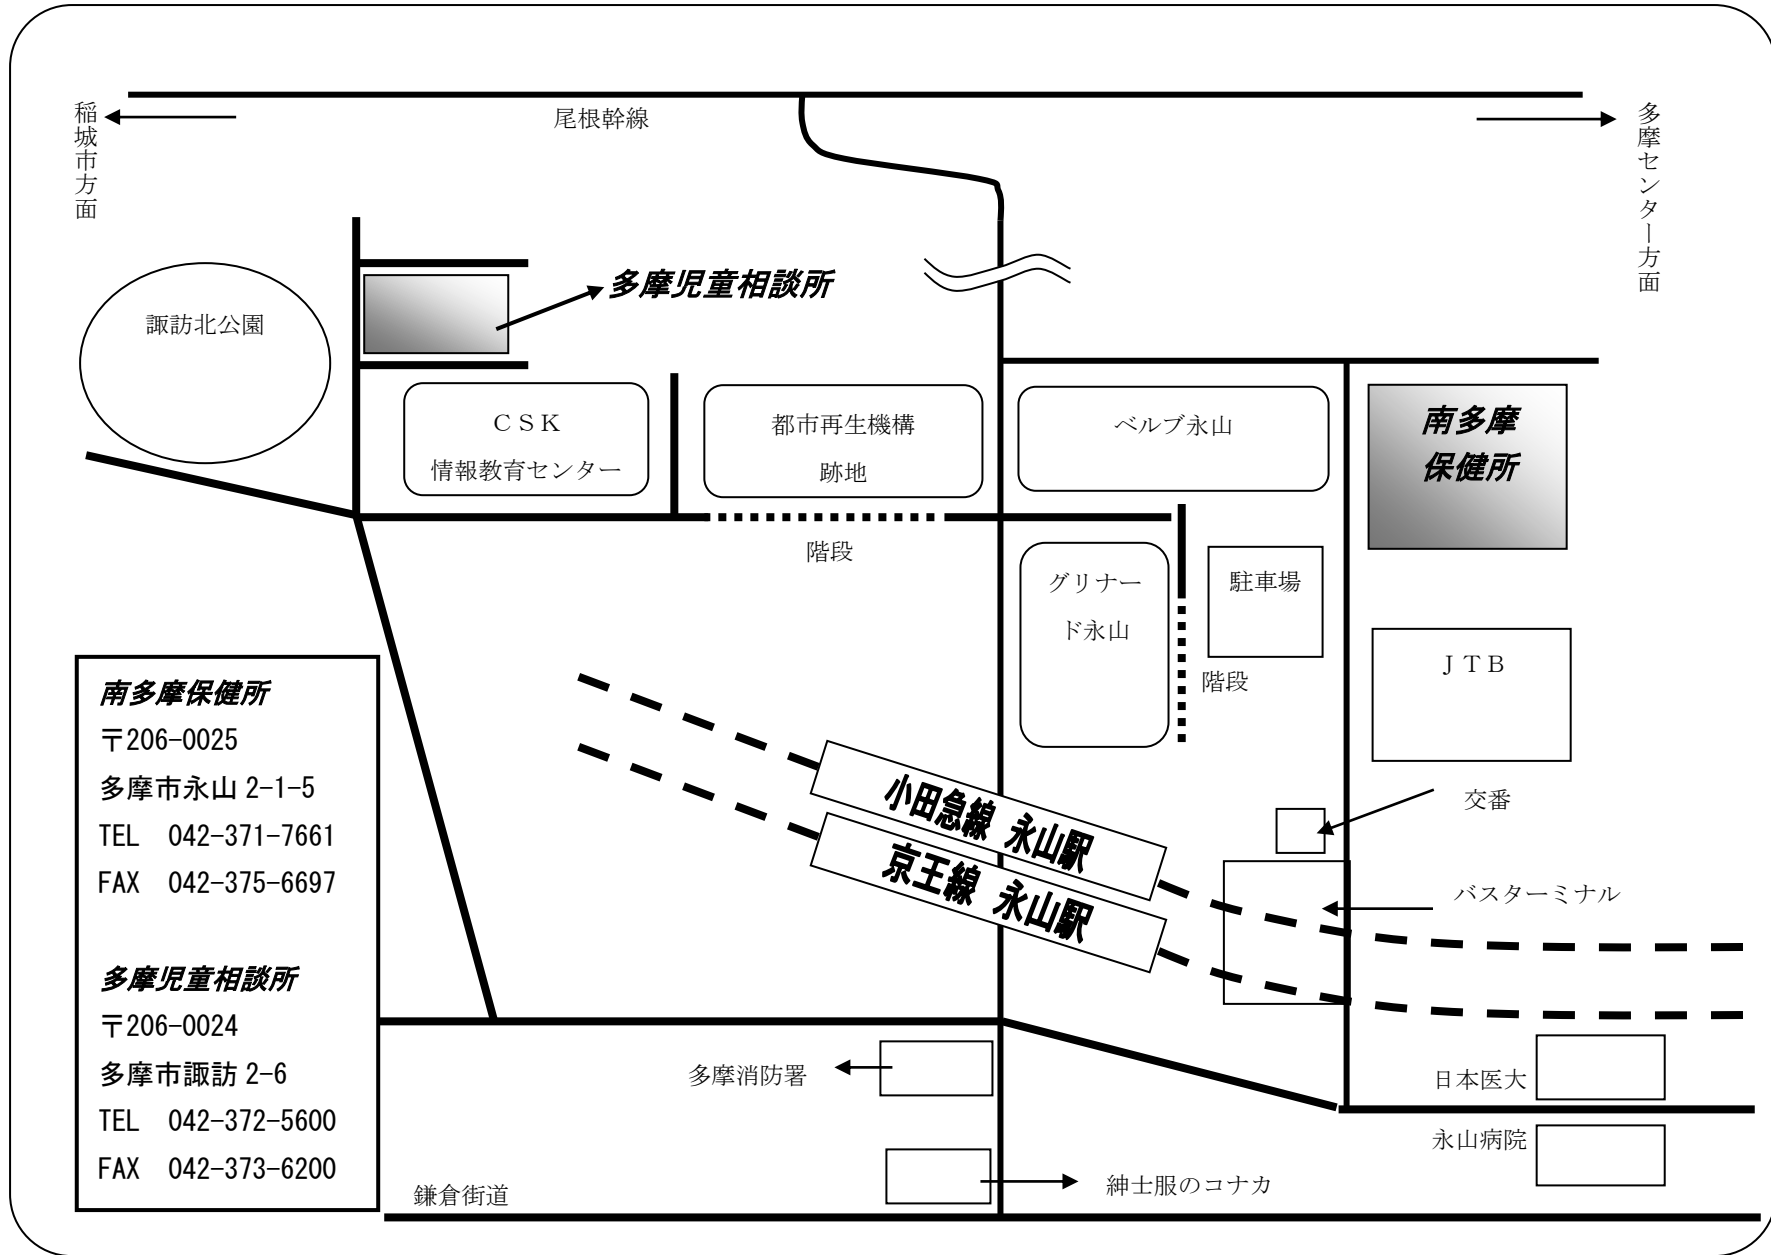 稲城市方面
尾根幹線
多摩センター方面
多摩児童相談所
諏訪北公園
ＣＳＫ
情報教育センター
都市再生機構
跡地
ベルブ永山
南多摩
保健所
階段
グリナー
ド永山
駐車場
階段
ＪＴＢ
小田急線 永山駅
京王線 永山駅
交番
バスターミナル
南多摩保健所
〒206-0025
多摩市永山 2-1-5
TEL 042-371-7661
FAX 042-375-6697
多摩児童相談所
〒206-0024
多摩市諏訪 2-6
TEL 042-372-5600
FAX 042-373-6200
多摩消防署
日本医大
永山病院
紳士服のコナカ
鎌倉街道